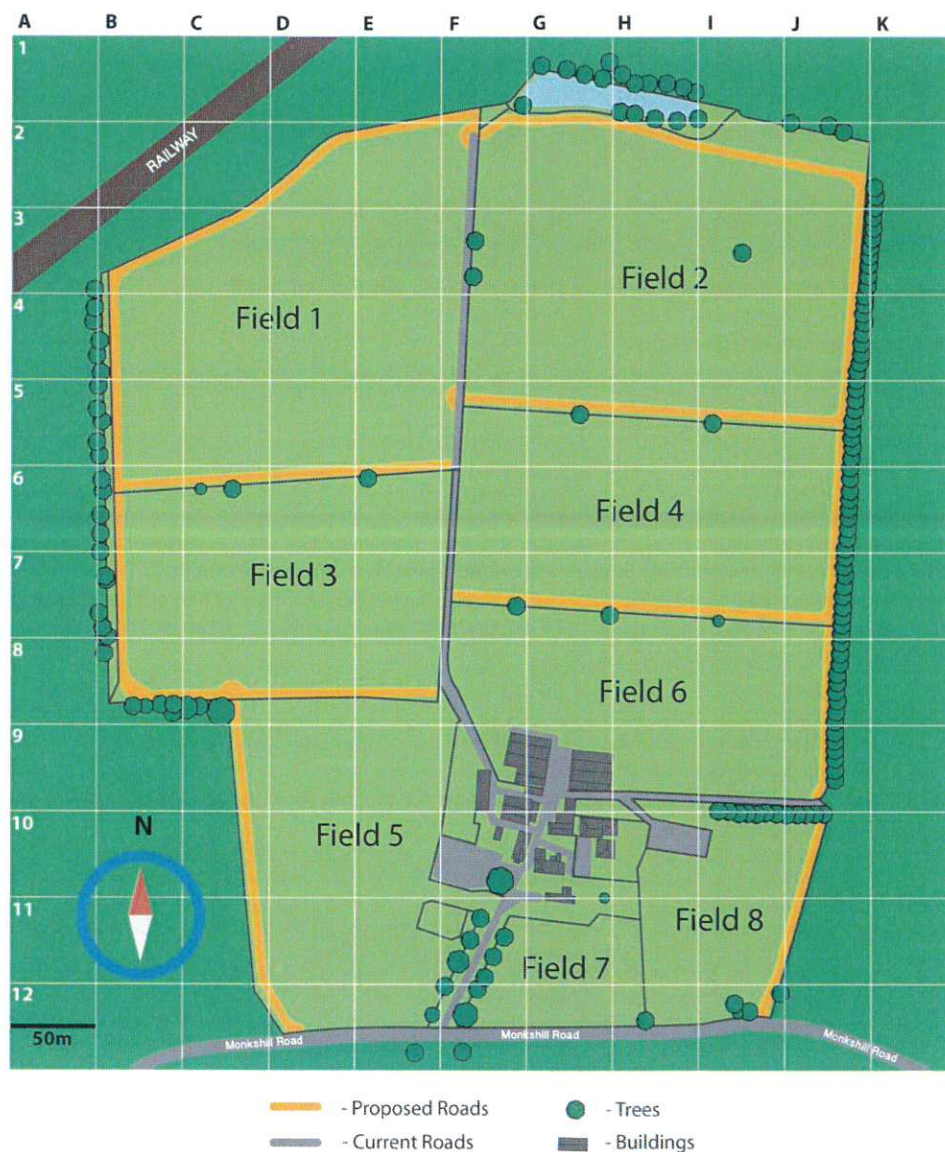 A B C D E F G H I J K
1
RAILWAY
2
3
Field 2
4
Field 1
5
6
Field 4
7
Field 3
8
Field 6
9
10
N
Field 5
11
Field 8
Field 7
12
50m
Monkshill Road Monkshill Road Monkshill Road
- Proposed Roads - Trees
- Current Roads - Buildings